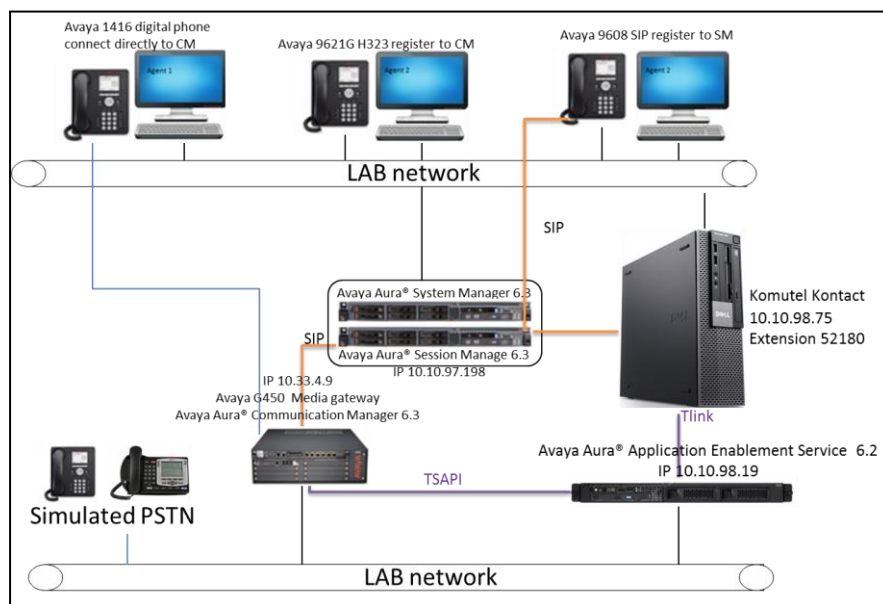 Avaya 1416 digital phone
connect directly to CM
Avaya 9621G H323 register to CM
Avaya 9608 SIP register to SM
Agent 1
Agent 2
Agent 2
LAB network
SIP
Avaya Aura® System Manager 6.3
SIP
Avaya Aura® Session Manage 6.3
IP 10.10.97.198
Komutel Kontact
10.10.98.75
Extension 52180
IP 10.33.4.9
Avaya G450 Media gateway
Avaya Aura® Communication Manager 6.3
Tlink
Avaya Aura® Application Enablement Service 6.2
IP 10.10.98.19
TSAPI
Simulated PSTN
LAB network